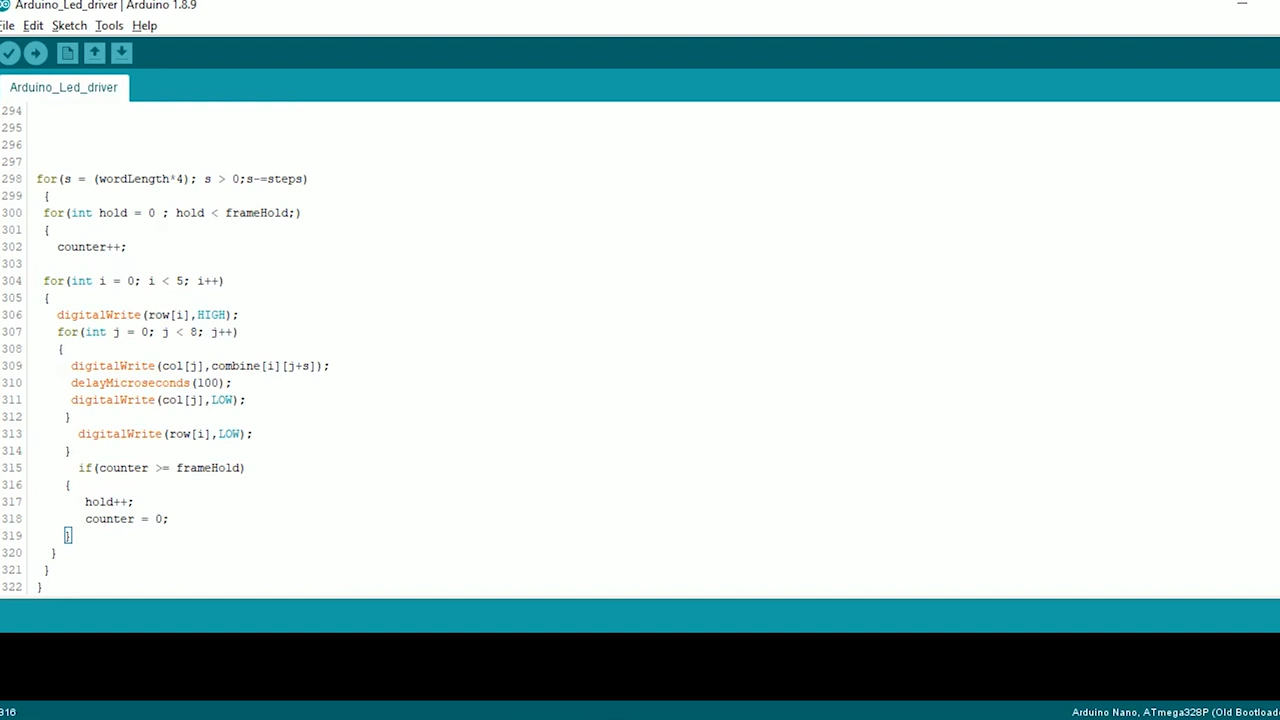 Arduino_Led_driver | Arduino 1.8.9
File Edit Sketch Tools Help
Arduino_Led_driver
294
295
296
297
298 for(s = (wordLength*4); s > 0;s-=steps)
299 {
300 for(int hold = 0 ; hold < frameHold;)
301 {
302 counter++;
303
304 for(int i = 0; i < 5; i++)
305 {
306 digitalWrite(row[i],HIGH);
307 for(int j = 0; j < 8; j++)
308 {
309 digitalWrite(col[j],combine[i][j+s]);
310 delayMicroseconds(100);
311 digitalWrite(col[j],LOW);
312 }
313 digitalWrite(row[i],LOW);
314 }
315 if(counter >= frameHold)
316 {
317 hold++;
318 counter = 0;
319 }
320 }
321 }
322 }
316 Arduino Nano, ATmega328P (Old Bootload